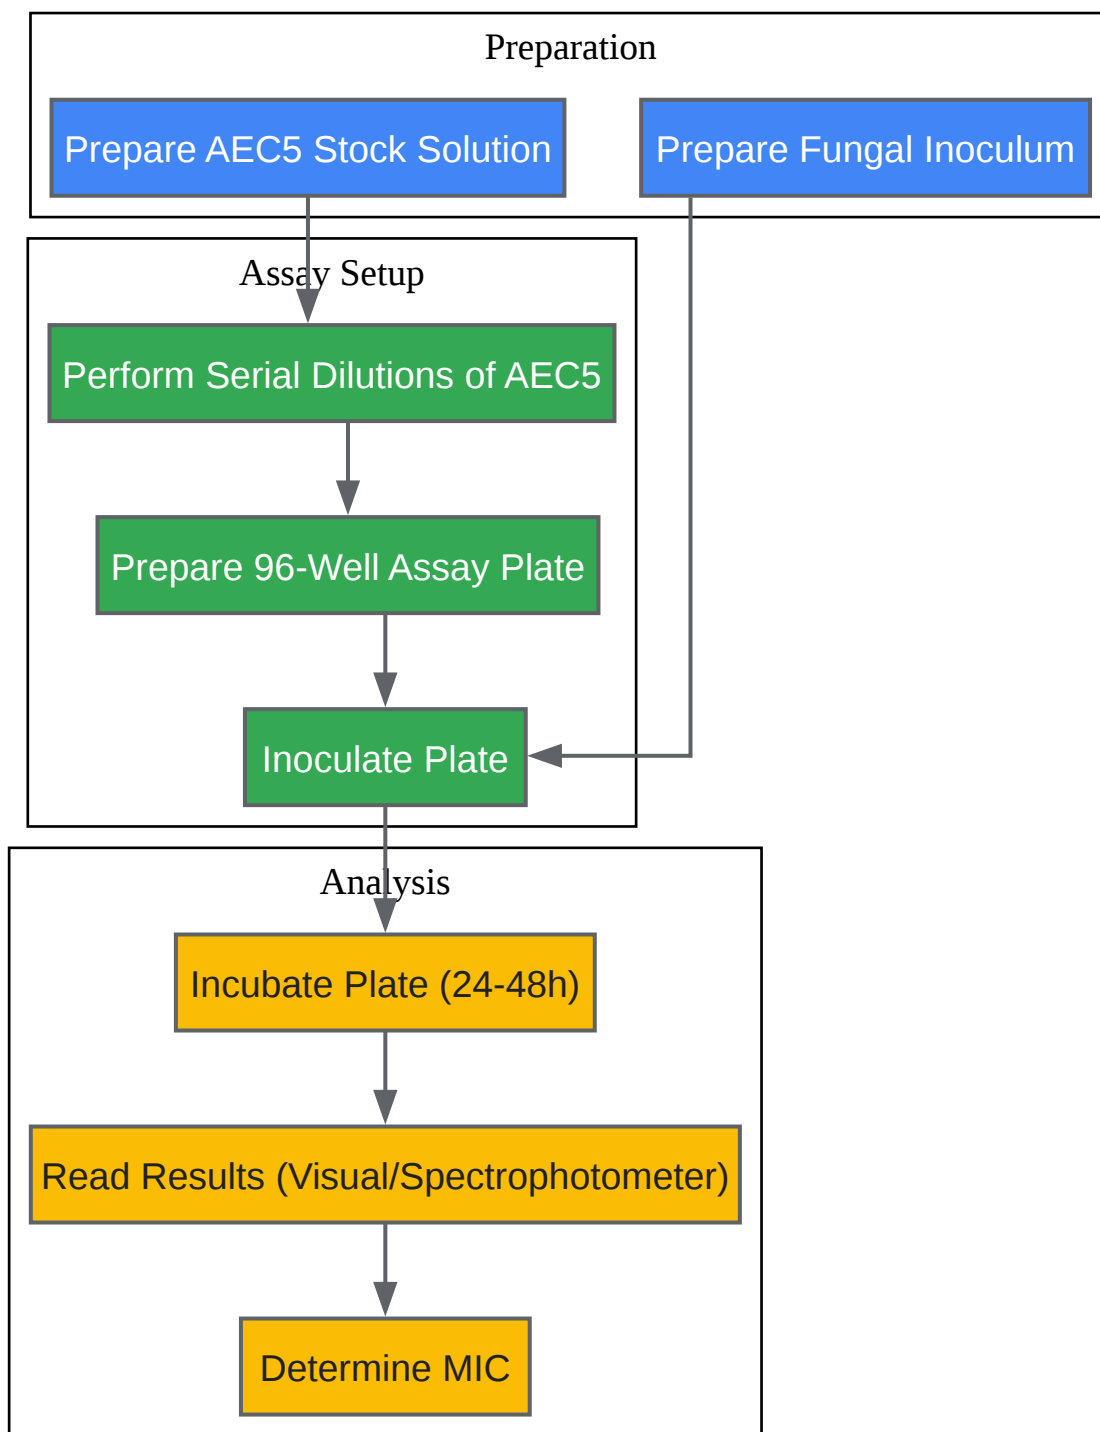 Preparation
Prepare AEC5 Stock Solution
Prepare Fungal Inoculum
Assay Setup
Perform Serial Dilutions of AEC5
Prepare 96-Well Assay Plate
Inoculate Plate
Analysis
Incubate Plate (24-48h)
Read Results (Visual/Spectrophotometer)
Determine MIC